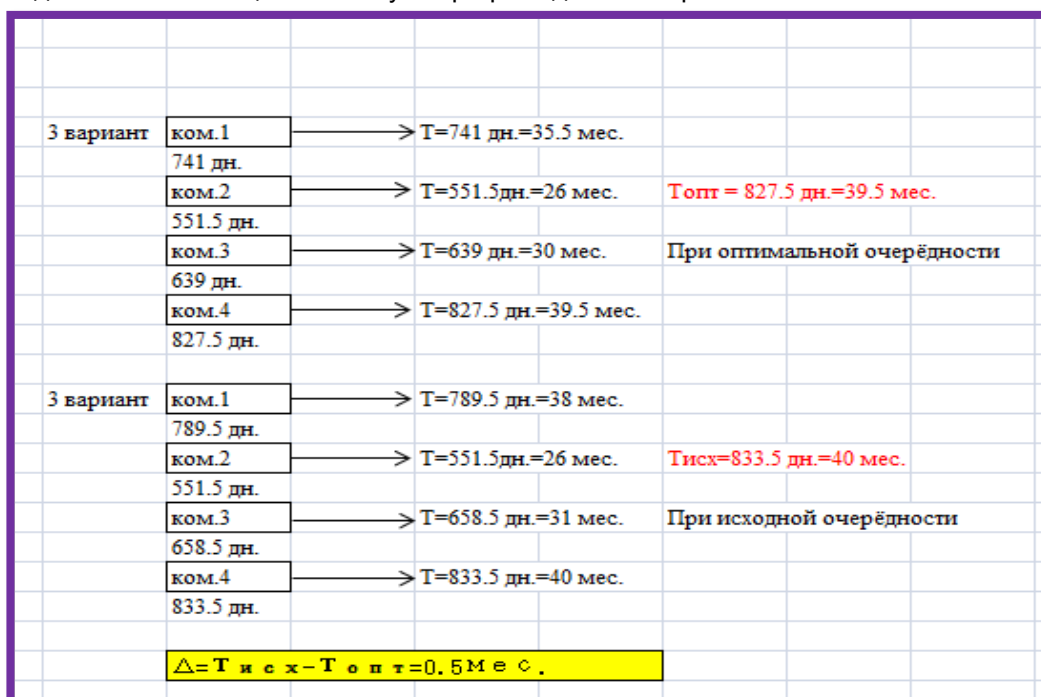 3 вариант ком.1 T=741 дн.=35.5 мес.
741 дн.
ком.2 T=551.5дн.=26 мес. Tопт = 827.5 дн.=39.5 мес.
551.5 дн.
ком.3 T=639 дн.=30 мес. При оптимальной очерёдности
639 дн.
ком.4 T=827.5 дн.=39.5 мес.
827.5 дн.
3 вариант ком.1 T=789.5 дн.=38 мес.
789.5 дн.
ком.2 T=551.5дн.=26 мес. Tисх=833.5 дн.=40 мес.
551.5 дн.
ком.3 T=658.5 дн.=31 мес. При исходной очерёдности
658.5 дн.
ком.4 T=833.5 дн.=40 мес.
833.5 дн.
Δ=Tисх-Tопт=0.5мес.